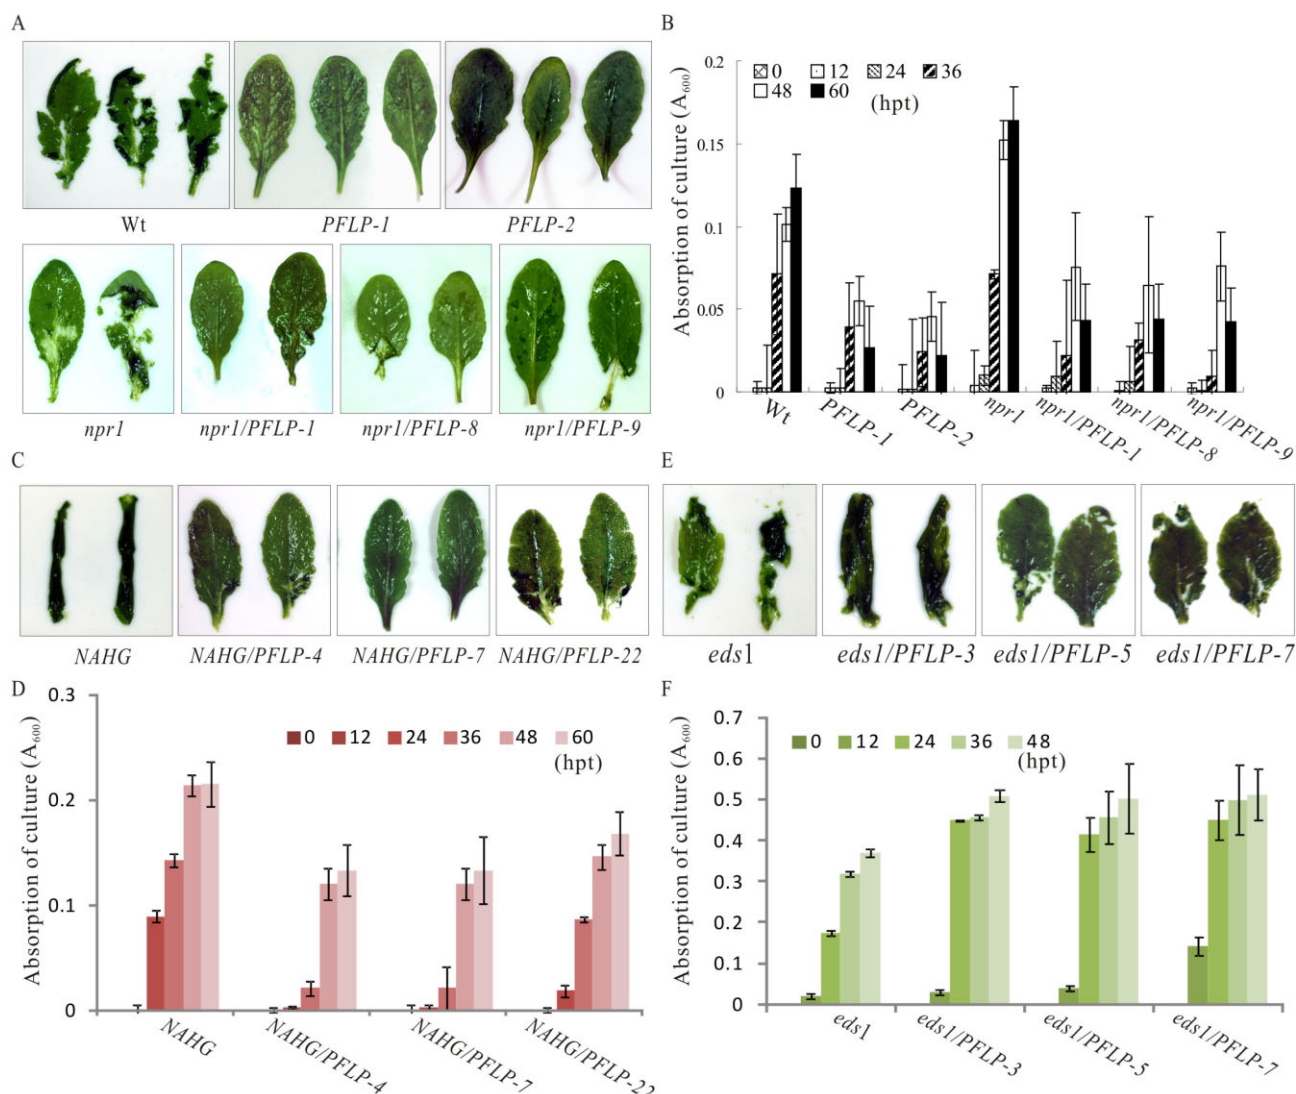 A
Wt
PFLP-1
PFLP-2
npr1
npr1/PFLP-1
npr1/PFLP-8
npr1/PFLP-9
B
Absorption of culture (A600)
0.2
0.15
0.1
0.05
0
0 12 24 36
48 60 (hpt)
Wt
PFLP-1
PFLP-2
npr1
npr1/PFLP-1
npr1/PFLP-8
npr1/PFLP-9
C
NAHG
NAHG/PFLP-4
NAHG/PFLP-7
NAHG/PFLP-22
E
eds1
eds1/PFLP-3
eds1/PFLP-5
eds1/PFLP-7
D
Absorption of culture (A600)
0.3
0.2
0.1
0
0 12 24 36 48 60
(hpt)
NAHG
NAHG/PFLP-4
NAHG/PFLP-7
NAHG/PFLP-22
F
Absorption of culture (A600)
0.7
0.6
0.5
0.4
0.3
0.2
0.1
0
0 12 24 36 48
(hpt)
eds1
eds1/PFLP-3
eds1/PFLP-5
eds1/PFLP-7